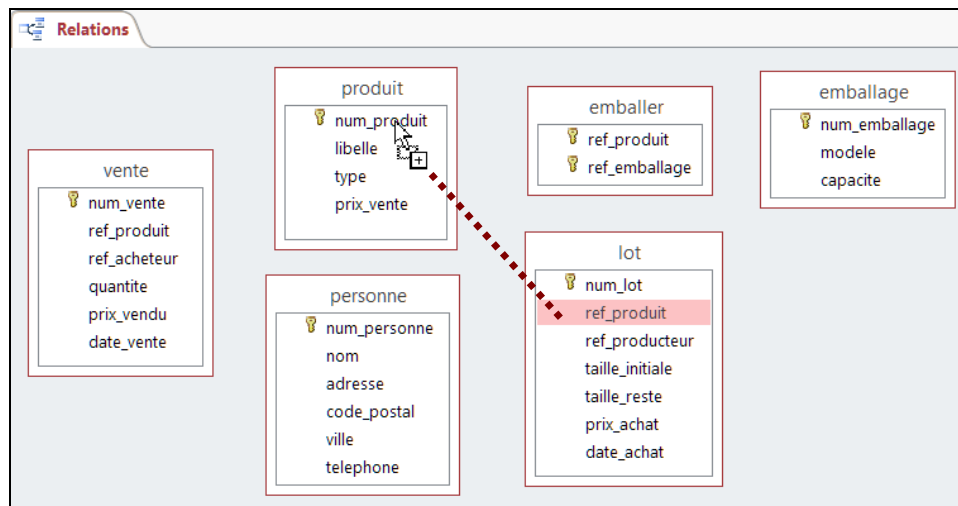 Relations
vente
num_vente
ref_produit
ref_acheteur
quantite
prix_vendu
date_vente
produit
num_produit
libelle
type
prix_vente
personne
num_personne
nom
adresse
code_postal
ville
telephone
emballer
ref_produit
ref_emballage
lot
num_lot
ref_produit
ref_producteur
taille_initiale
taille_reste
prix_achat
date_achat
emballage
num_emballage
modele
capacite